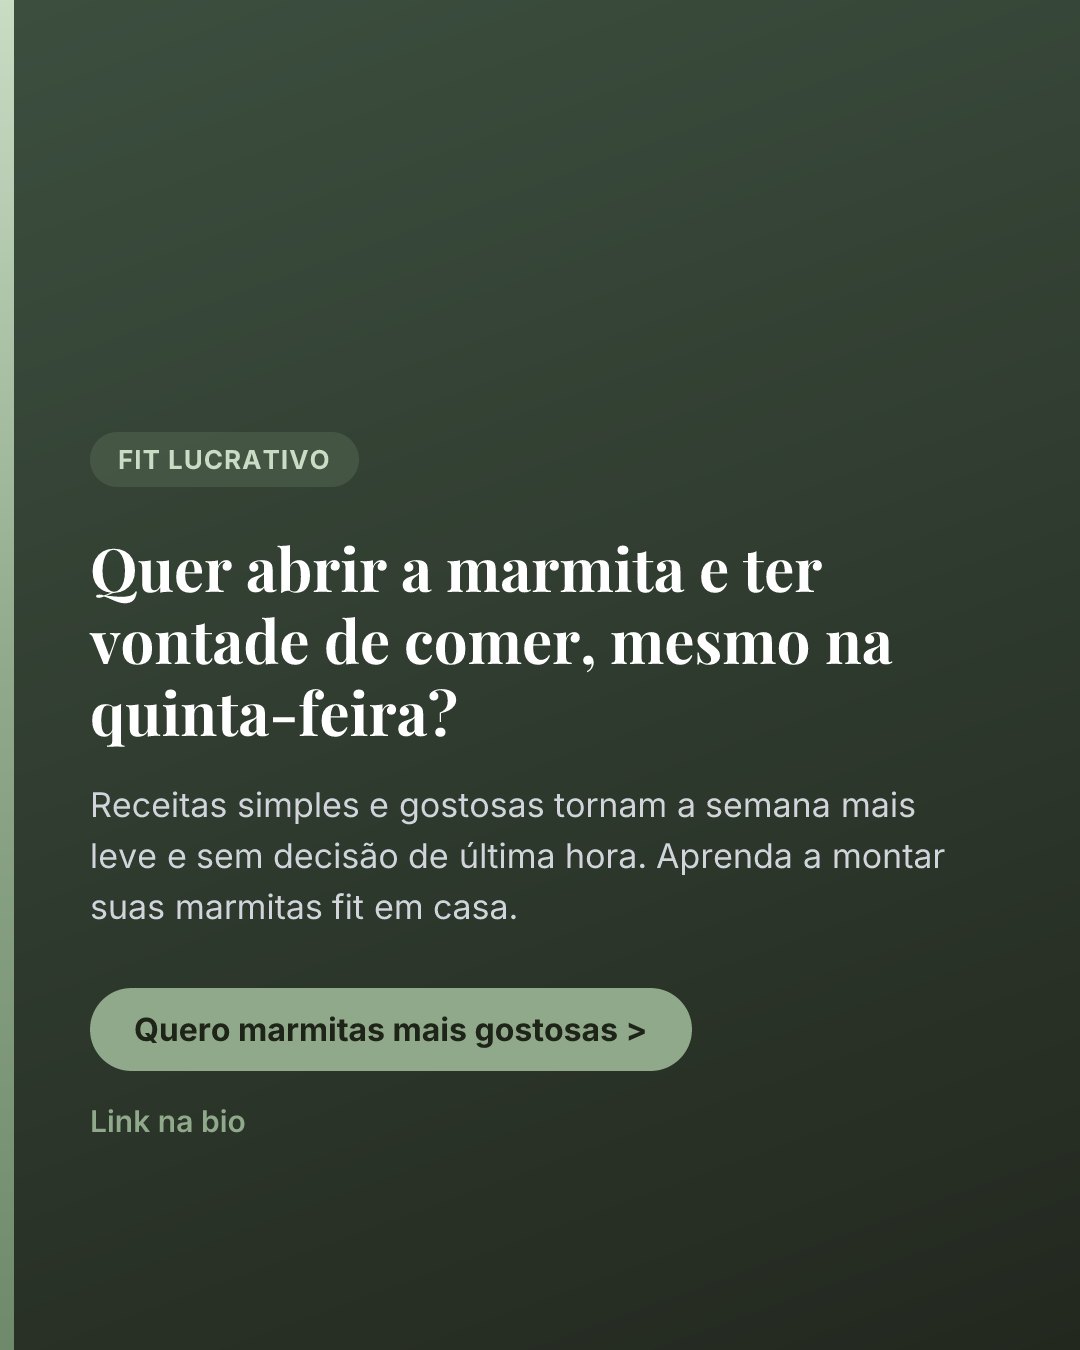 FIT LUCRATIVO
Quer abrir a marmita e ter
vontade de comer, mesmo na
quinta-feira?
Receitas simples e gostosas tornam a semana mais
leve e sem decisão de última hora. Aprenda a montar
suas marmitas fit em casa.
Quero marmitas mais gostosas >
Link na bio